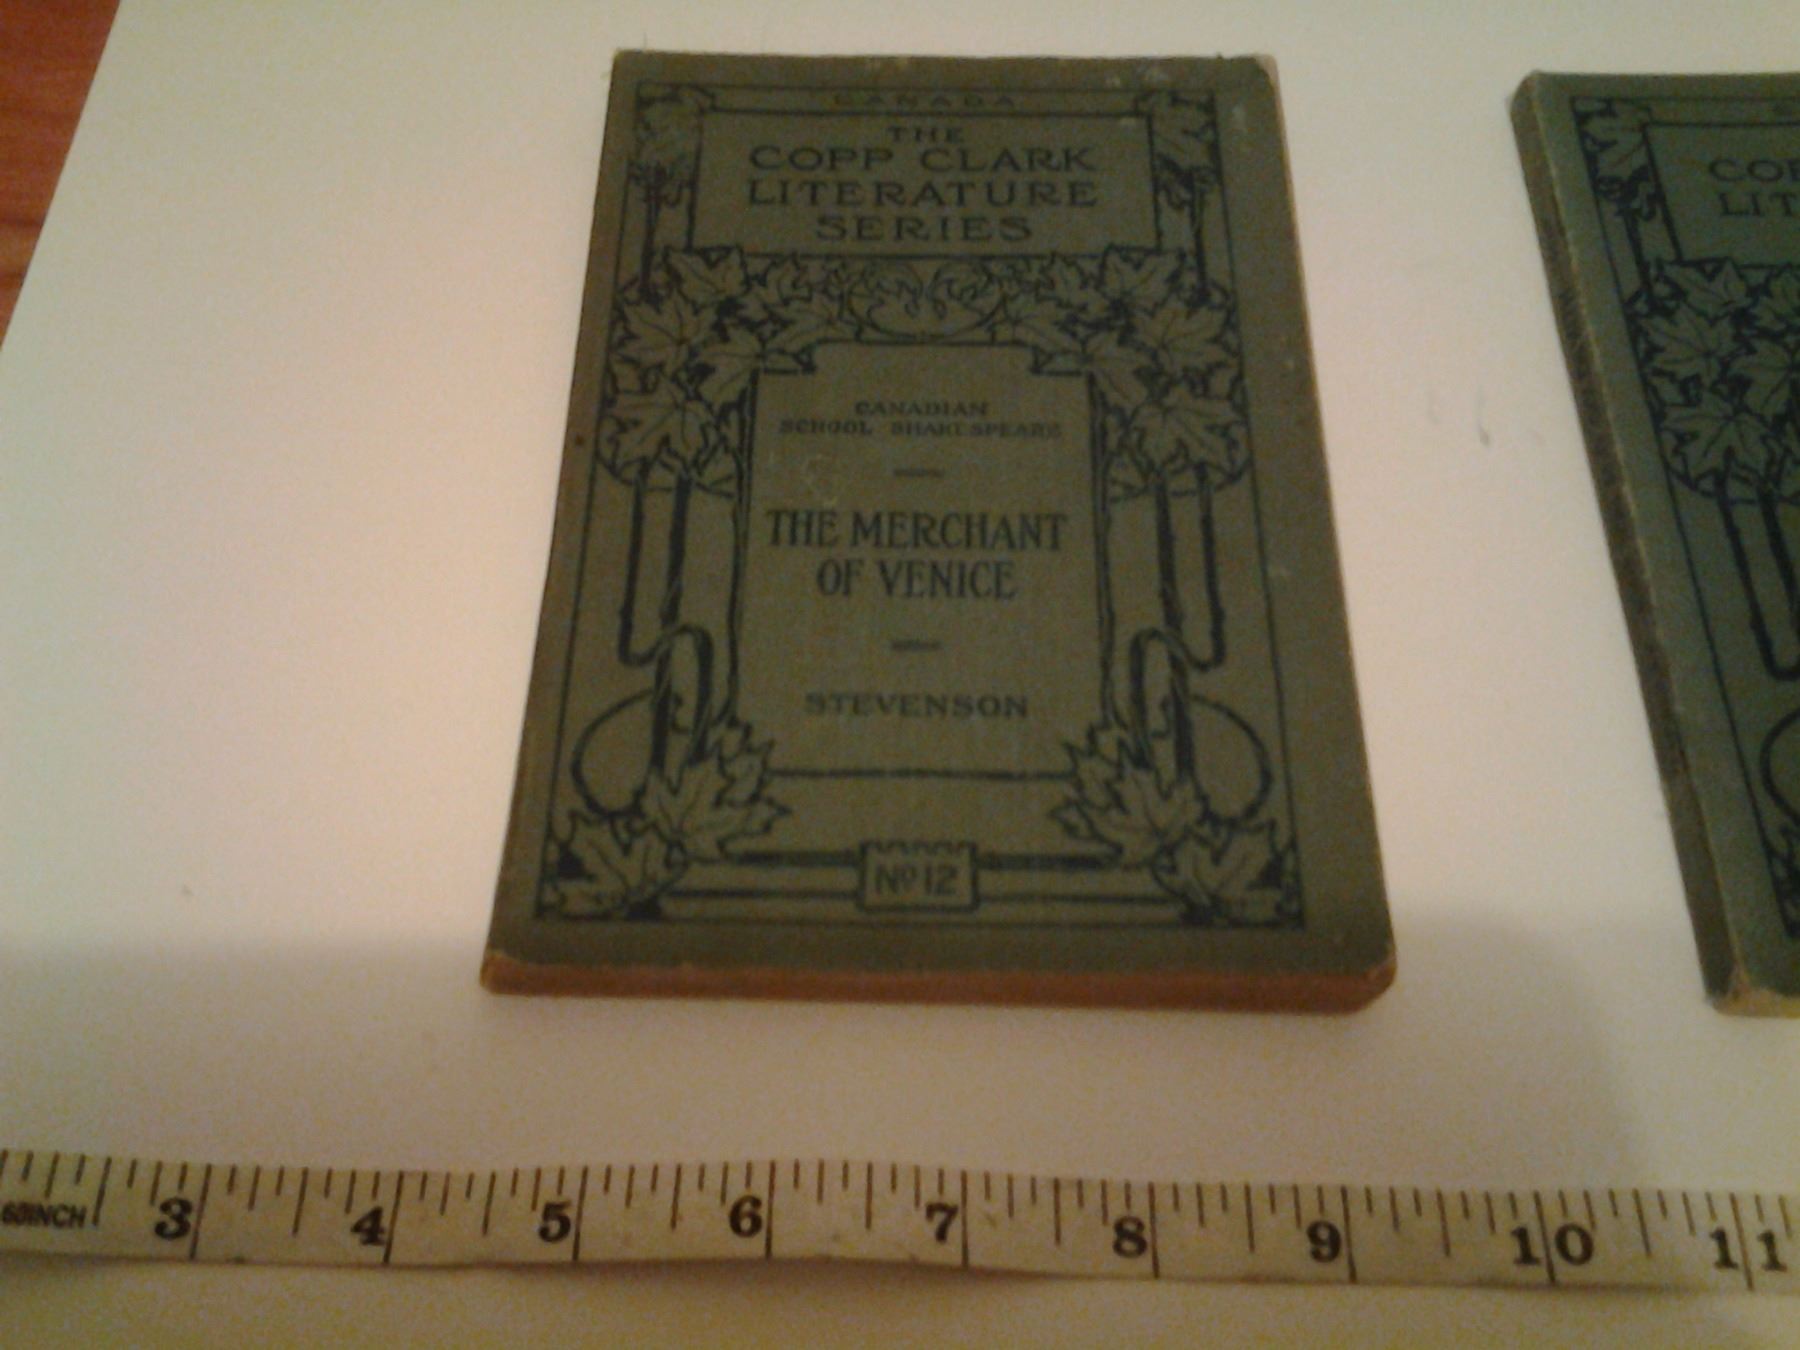 CANADA
THE
COPP CLARK
LITERATURE
SERIES
CANADIAN
SCHOOL SHAKESPEARE
THE MERCHANT
OF VENICE
STEVENSON
No 12
60INCH 3 4 5 6 7 8 9 10 11